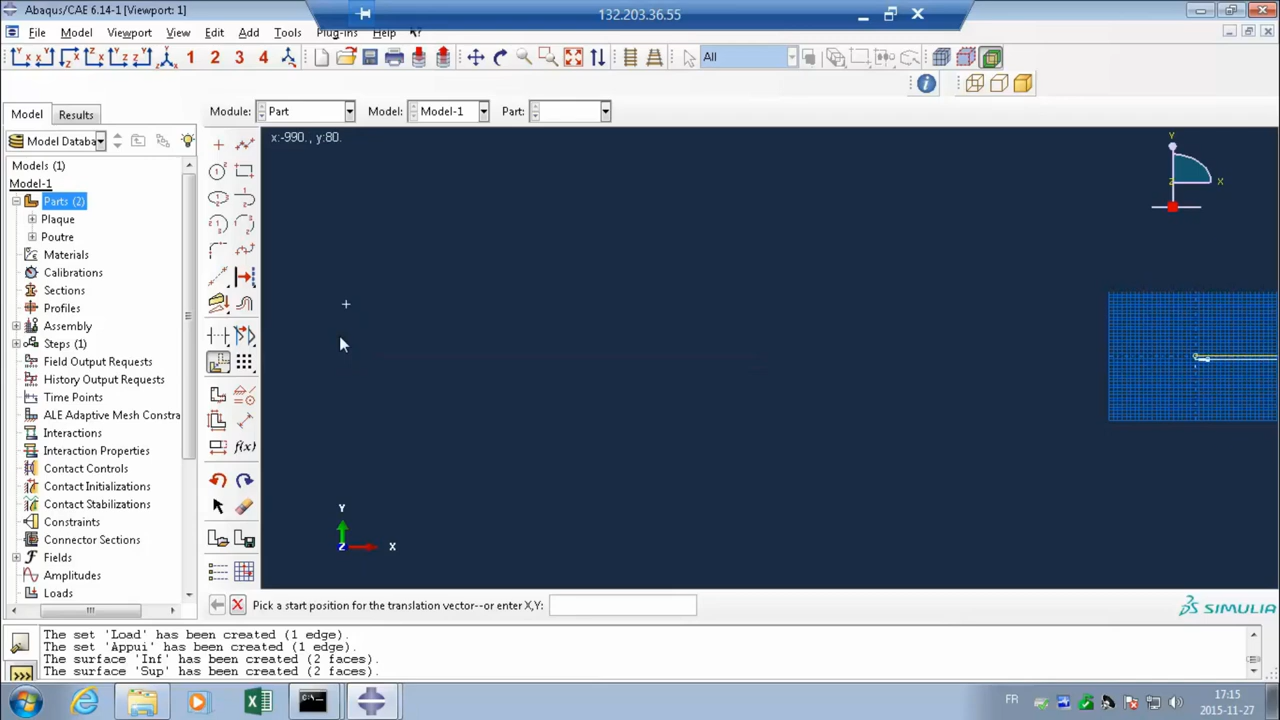 Abaqus/CAE 6.14-1 [Viewport: 1]
132.203.36.55
File Model Viewport View Edit Add Tools Plug-ins Help
1 2 3 4
All
Model Results
Module: Part Model: Model-1 Part:
Model Databa
x:-990., y:80.
Models (1)
Model-1
Parts (2)
Plaque
Poutre
Materials
Calibrations
Sections
Profiles
Assembly
Steps (1)
Field Output Requests
History Output Requests
Time Points
ALE Adaptive Mesh Constra
Interactions
Interaction Properties
Contact Controls
Contact Initializations
Contact Stabilizations
Constraints
Connector Sections
Fields
Amplitudes
Loads
f(x)
Y
Z
X
Y
Z X
Pick a start position for the translation vector--or enter X,Y:
SIMULIA
The set 'Load' has been created (1 edge).
The set 'Appui' has been created (1 edge).
The surface 'Inf' has been created (2 faces).
The surface 'Sup' has been created (2 faces).
>>>
FR
17:15
2015-11-27